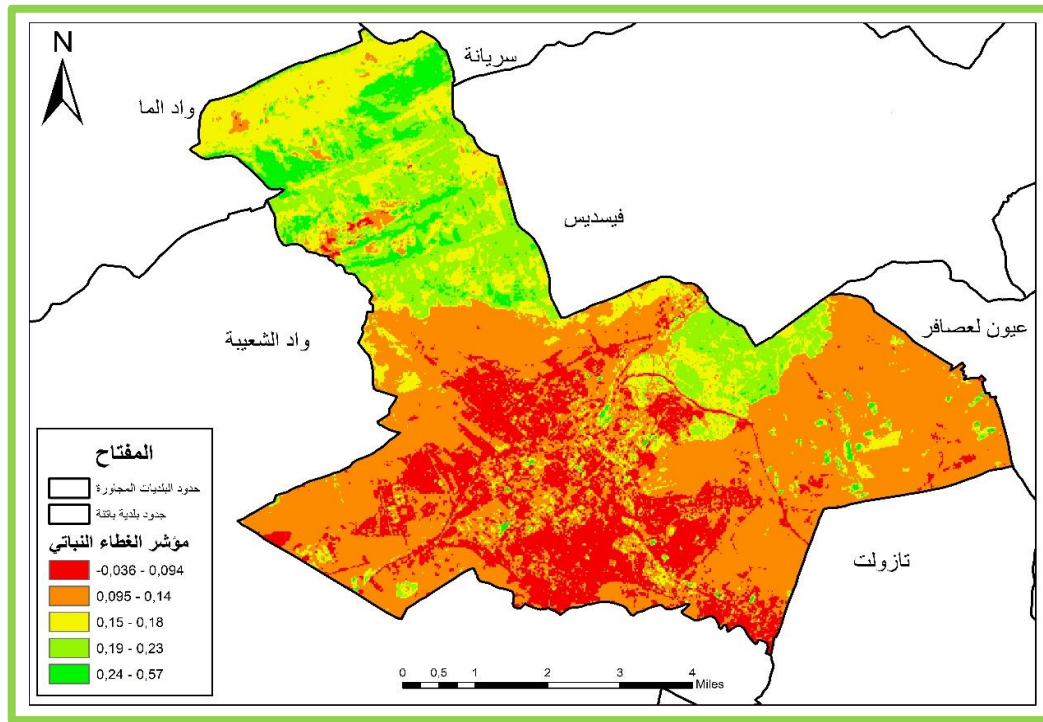 N
سريانة
واد الما
فيسديس
عيون لعصافر
واد الشعيبة
تازولت
المفتاح
حدود البلديات المجاورة
حدود بلدية باتنة
مؤشر الغطاء النباتي
-0,036 - 0,094
0,095 - 0,14
0,15 - 0,18
0,19 - 0,23
0,24 - 0,57
0 0,5 1 2 3 4
Miles